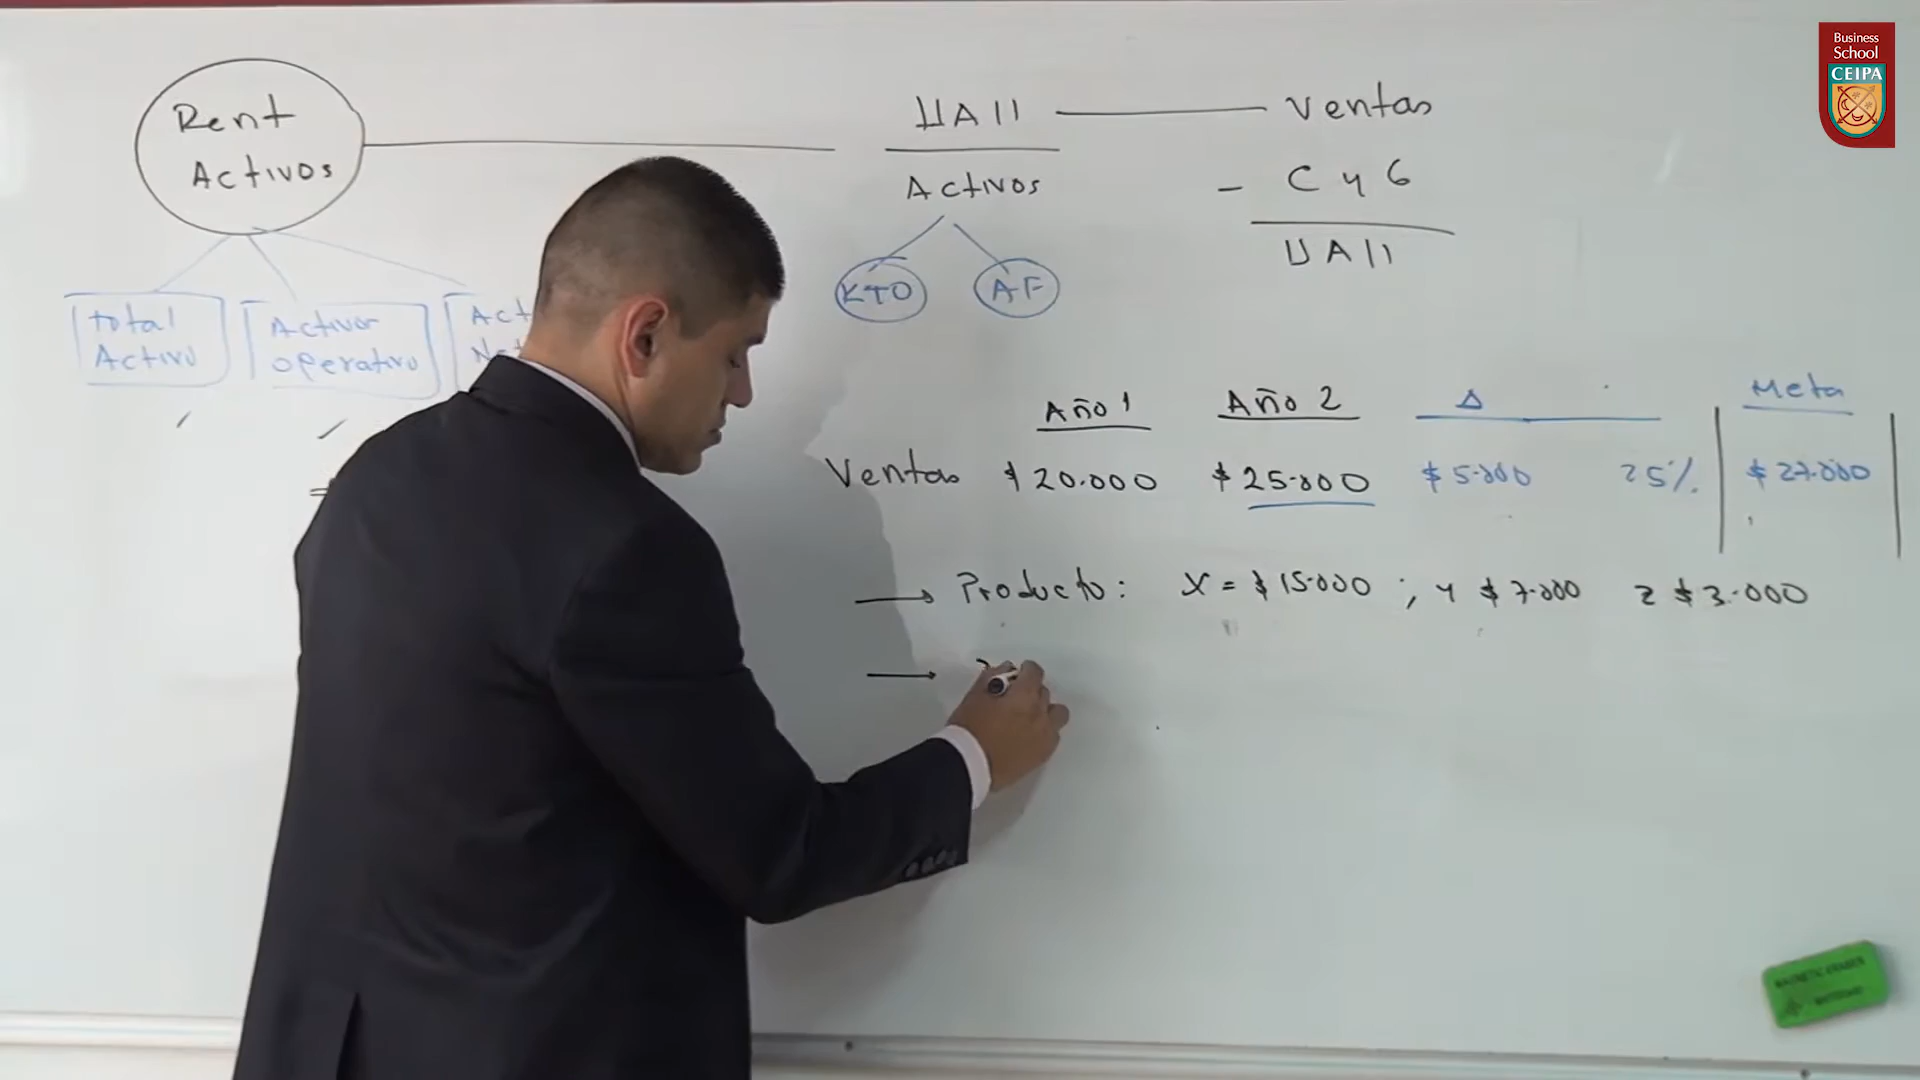 Business
School
CEIPA
Rent
Activos
UAII
Activos
KTO
AF
Ventas
- C y G
UAII
total
Activo
Activos
operativo
Año 1 Año 2 Δ Meta
Ventas $ 20.000 $ 25.000 $ 5.000 25% $ 27.000
Producto: X = $ 15.000 ; Y $ 7.000 Z $ 3.000